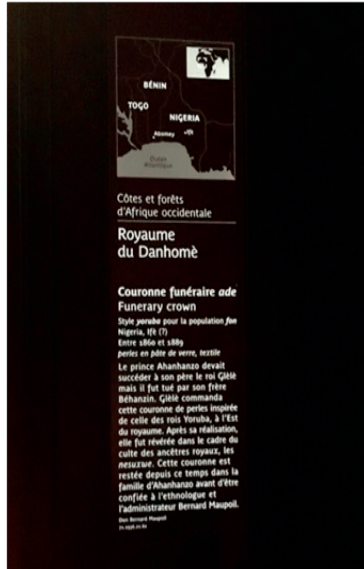 BÉNIN
TOGO
NIGERIA
Abomey
Ifé
Océan
Atlantique
Côtes et forêts
d'Afrique occidentale
Royaume
du Danhomè
Couronne funéraire ade
Funerary crown
Style yoruba pour la population fon
Nigeria, Ifè (?)
Entre 1860 et 1889
perles en pâte de verre, textile
Le prince Ahanhanzo devait
succéder à son père le roi Glèlè
mais il fut tué par son frère
Béhanzin. Glèlè commanda
cette couronne de perles inspirée
de celle des rois Yoruba, à l'Est
du royaume. Après sa réalisation,
elle fut révérée dans le cadre du
culte des ancêtres royaux, les
nesuxwe. Cette couronne est
restée depuis ce temps dans la
famille d'Ahanhanzo avant d'être
confiée à l'ethnologue et
l'administrateur Bernard Maupoil.
Don Bernard Maupoil